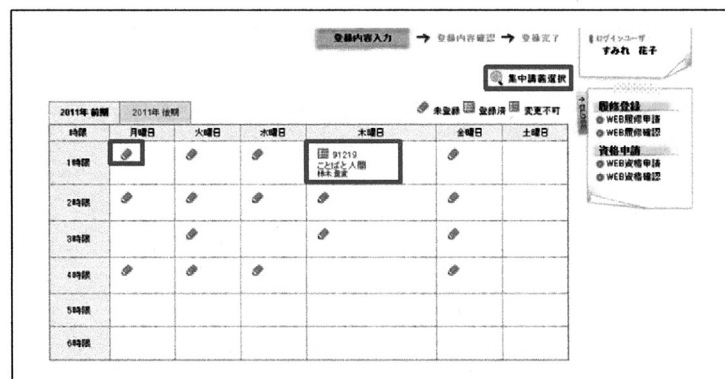 登録内容入力 → 登録内容確認 → 登録完了
ログインユーザ
すみれ 花子
集中講義選択
2011年 前期 2011年 後期
未登録 登録済 変更不可
時限 月曜日 火曜日 水曜日 木曜日 金曜日 土曜日
1時限
91219
ことばと人間
2時限
3時限
4時限
5時限
6時限
履修登録
WEB履修申請
WEB履修確認
資格申請
WEB資格申請
WEB資格確認